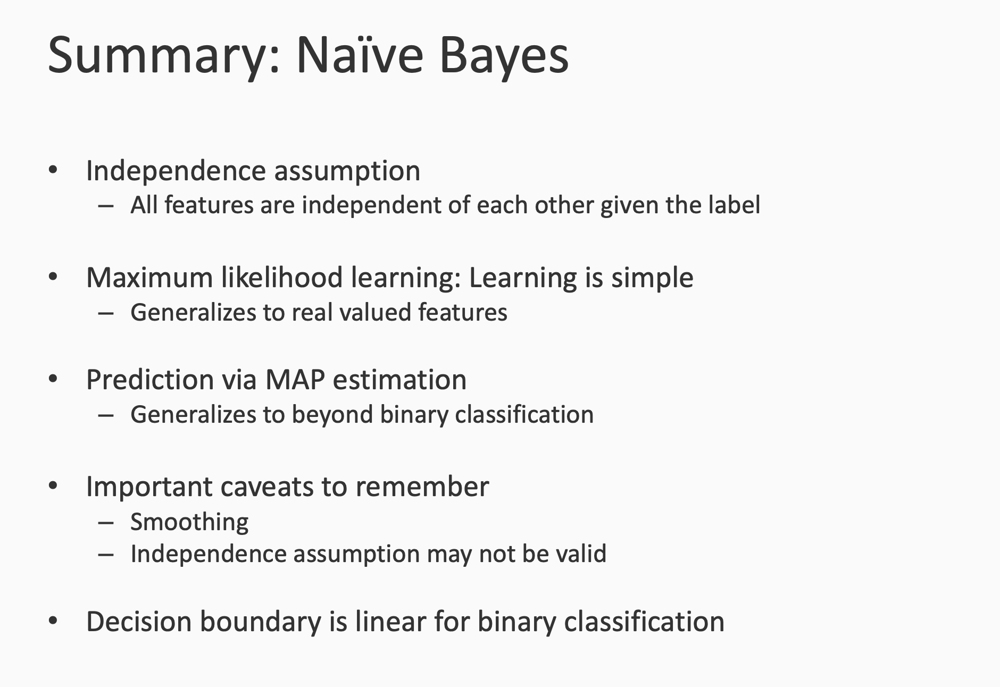 Summary: Naïve Bayes
• Independence assumption
– All features are independent of each other given the label
• Maximum likelihood learning: Learning is simple
– Generalizes to real valued features
• Prediction via MAP estimation
– Generalizes to beyond binary classification
• Important caveats to remember
– Smoothing
– Independence assumption may not be valid
• Decision boundary is linear for binary classification